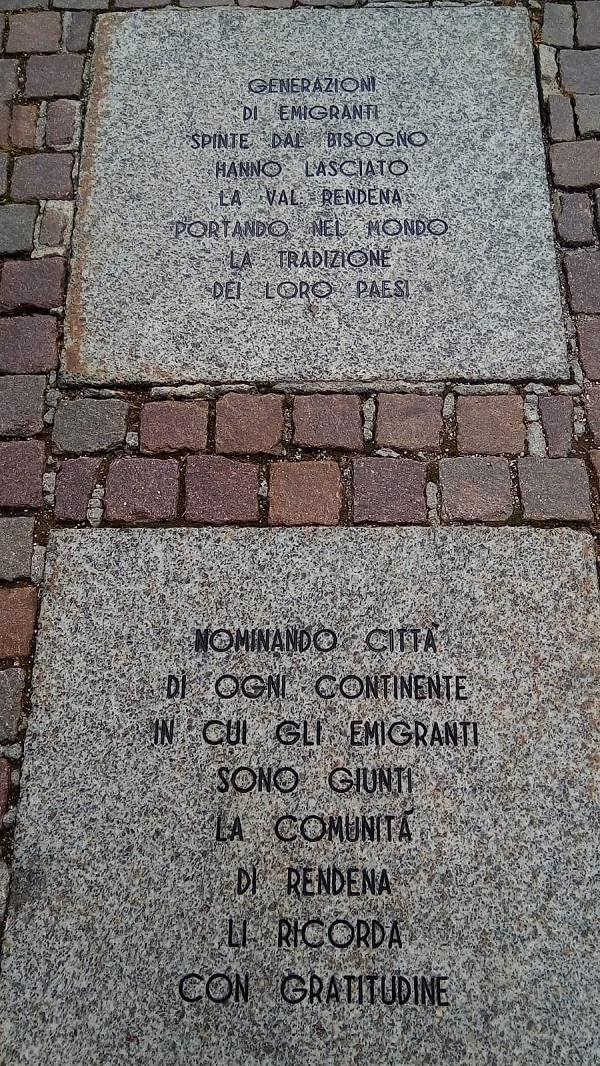 GENERAZIONI
DI EMIGRANTI
SPINTE DAL BISOGNO
HANNO LASCIATO
LA VAL RENDENA
PORTANDO NEL MONDO
LA TRADIZIONE
DEI LORO PAESI
NOMINANDO CITTÀ
DI OGNI CONTINENTE
IN CUI GLI EMIGRANTI
SONO GIUNTI
LA COMUNITÁ
DI RENDENA
LI RICORDA
CON GRATITUDINE